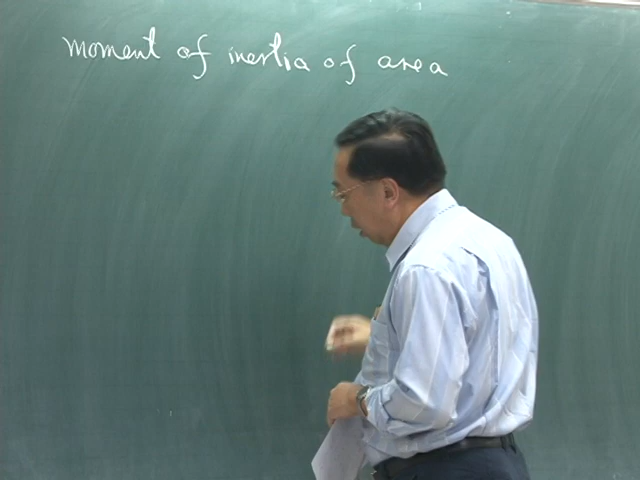 moment of inertia of area